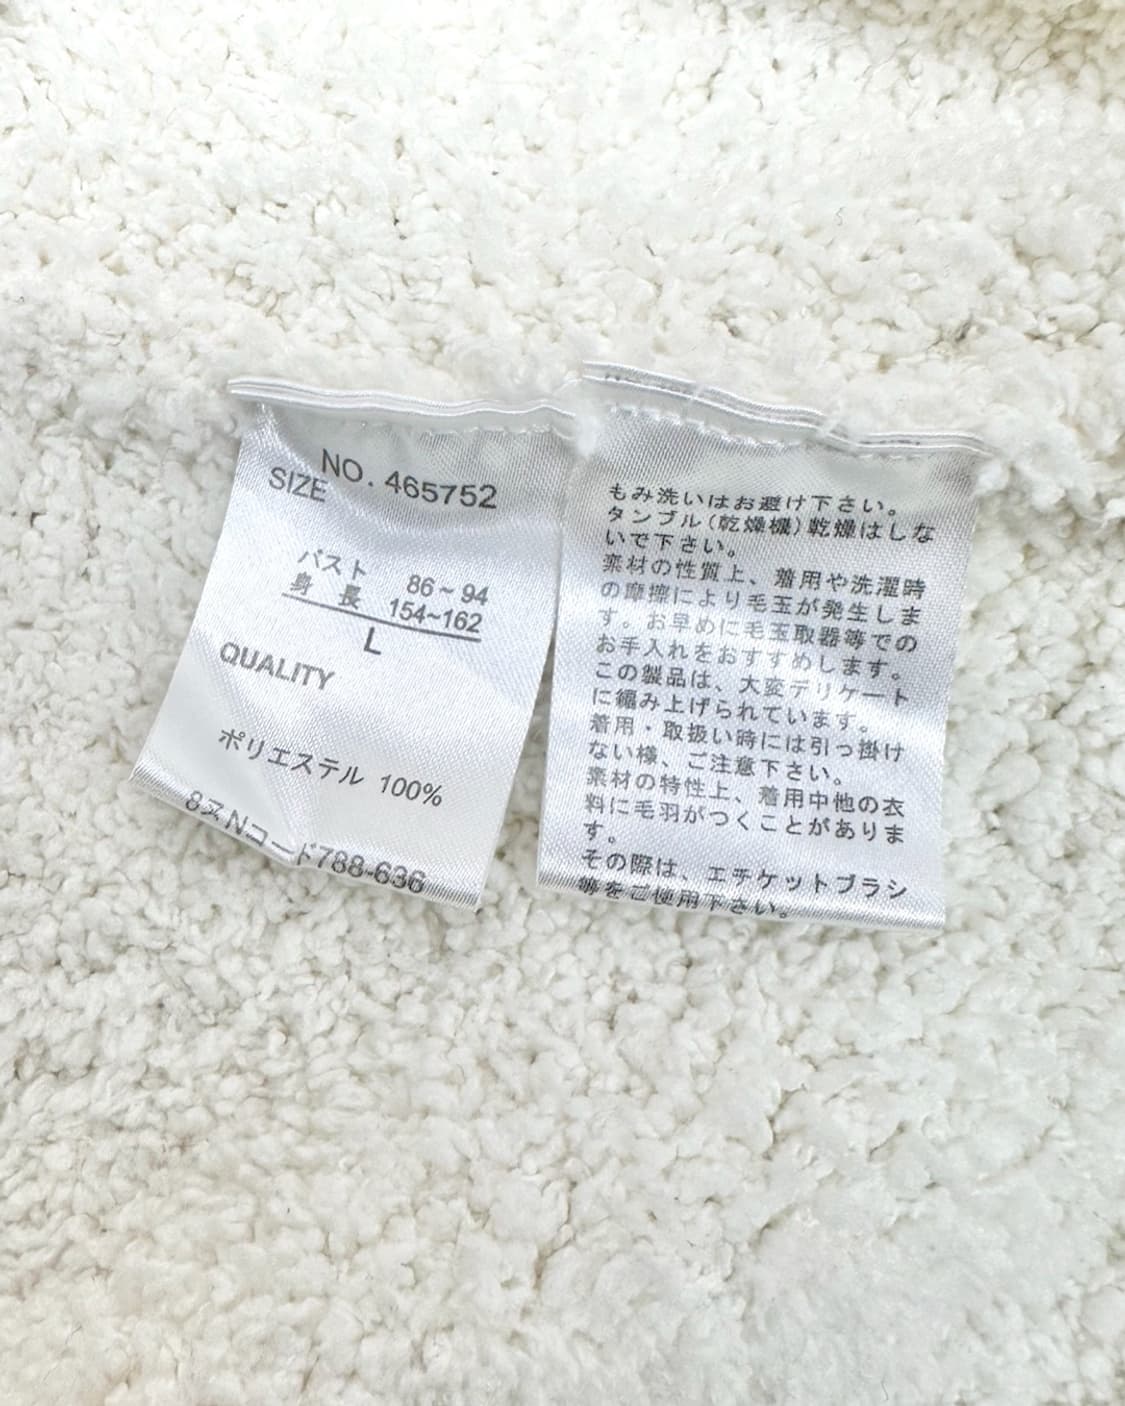 NO. 465752
SIZE
バスト 86~94
身長 154~162
L
QUALITY
ポリエステル 100%
8ヌNコード788-636
もみ洗いはお避け下さい。
タンブル(乾燥機)乾燥はしな
いで下さい。
素材の性質上、着用や洗濯時
の摩擦により毛玉が発生しま
す。お早めに毛玉取器等での
お手入れをおすすめします。
この製品は、大変デリケート
に編み上げられています。
着用・取扱い時には引っ掛け
ない様、ご注意下さい。
素材の特性上、着用中他の衣
料に毛羽がつくことがありま
す。
その際は、エチケットブラシ
等をご使用下さい。